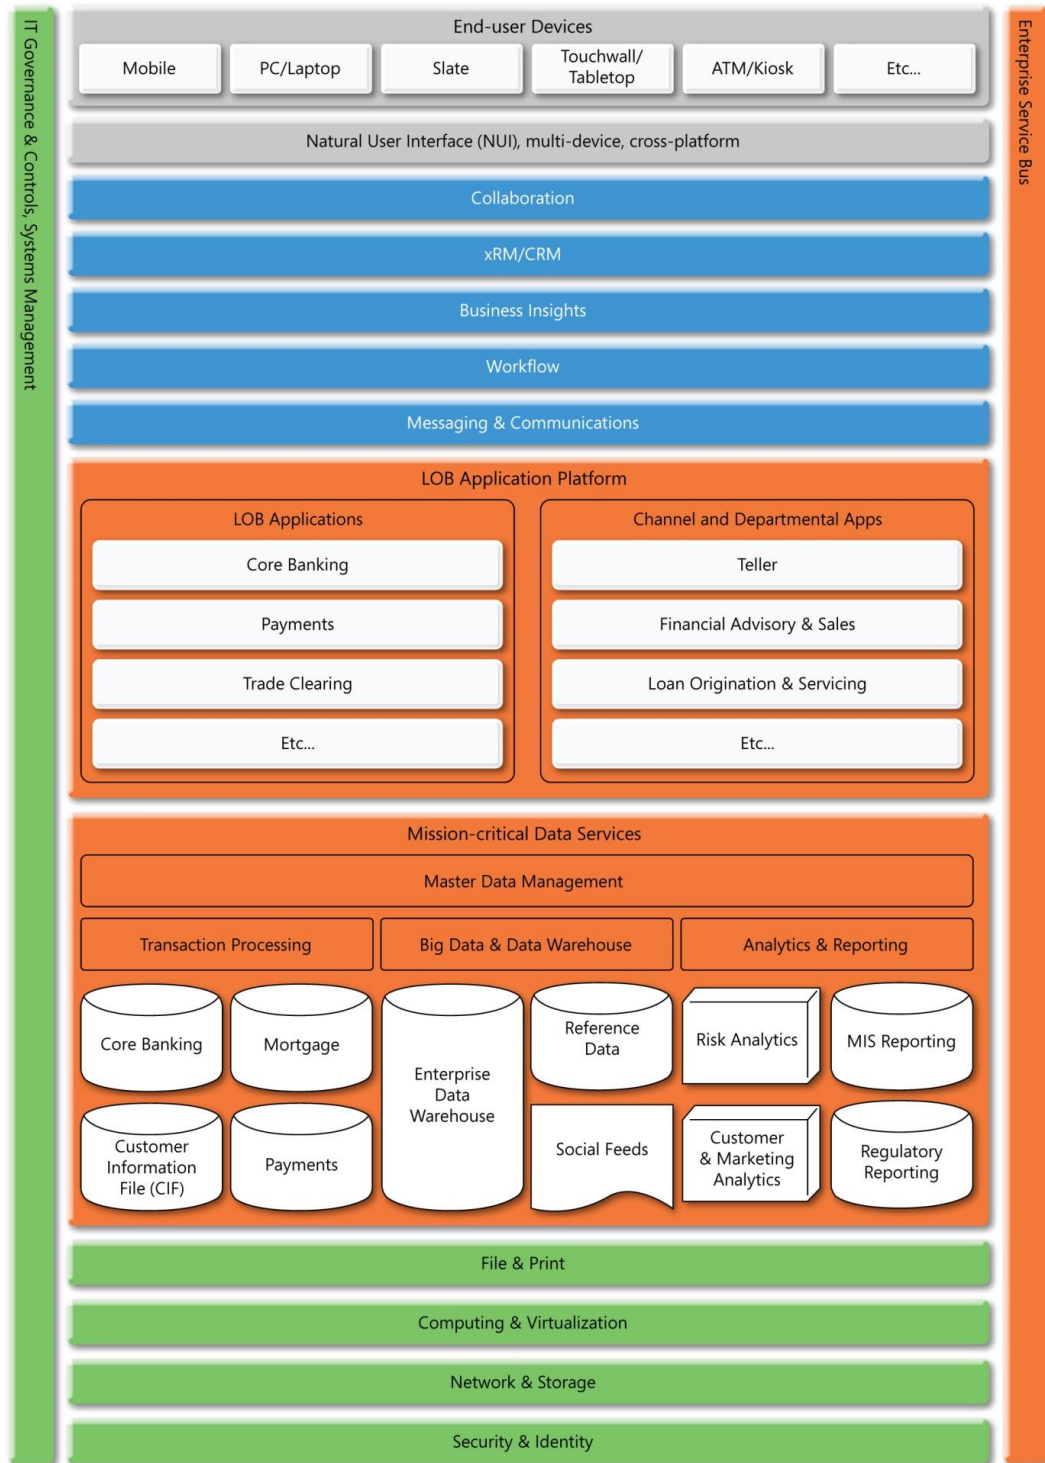 IT Governance & Controls, Systems Management
Enterprise Service Bus
End-user Devices
Mobile
PC/Laptop
Slate
Touchwall/
Tabletop
ATM/Kiosk
Etc...
Natural User Interface (NUI), multi-device, cross-platform
Collaboration
xRM/CRM
Business Insights
Workflow
Messaging & Communications
LOB Application Platform
LOB Applications
Core Banking
Payments
Trade Clearing
Etc...
Channel and Departmental Apps
Teller
Financial Advisory & Sales
Loan Origination & Servicing
Etc...
Mission-critical Data Services
Master Data Management
Transaction Processing
Big Data & Data Warehouse
Analytics & Reporting
Core Banking
Mortgage
Customer
Information
File (CIF)
Payments
Enterprise
Data
Warehouse
Reference
Data
Social Feeds
Risk Analytics
MIS Reporting
Customer
& Marketing
Analytics
Regulatory
Reporting
File & Print
Computing & Virtualization
Network & Storage
Security & Identity